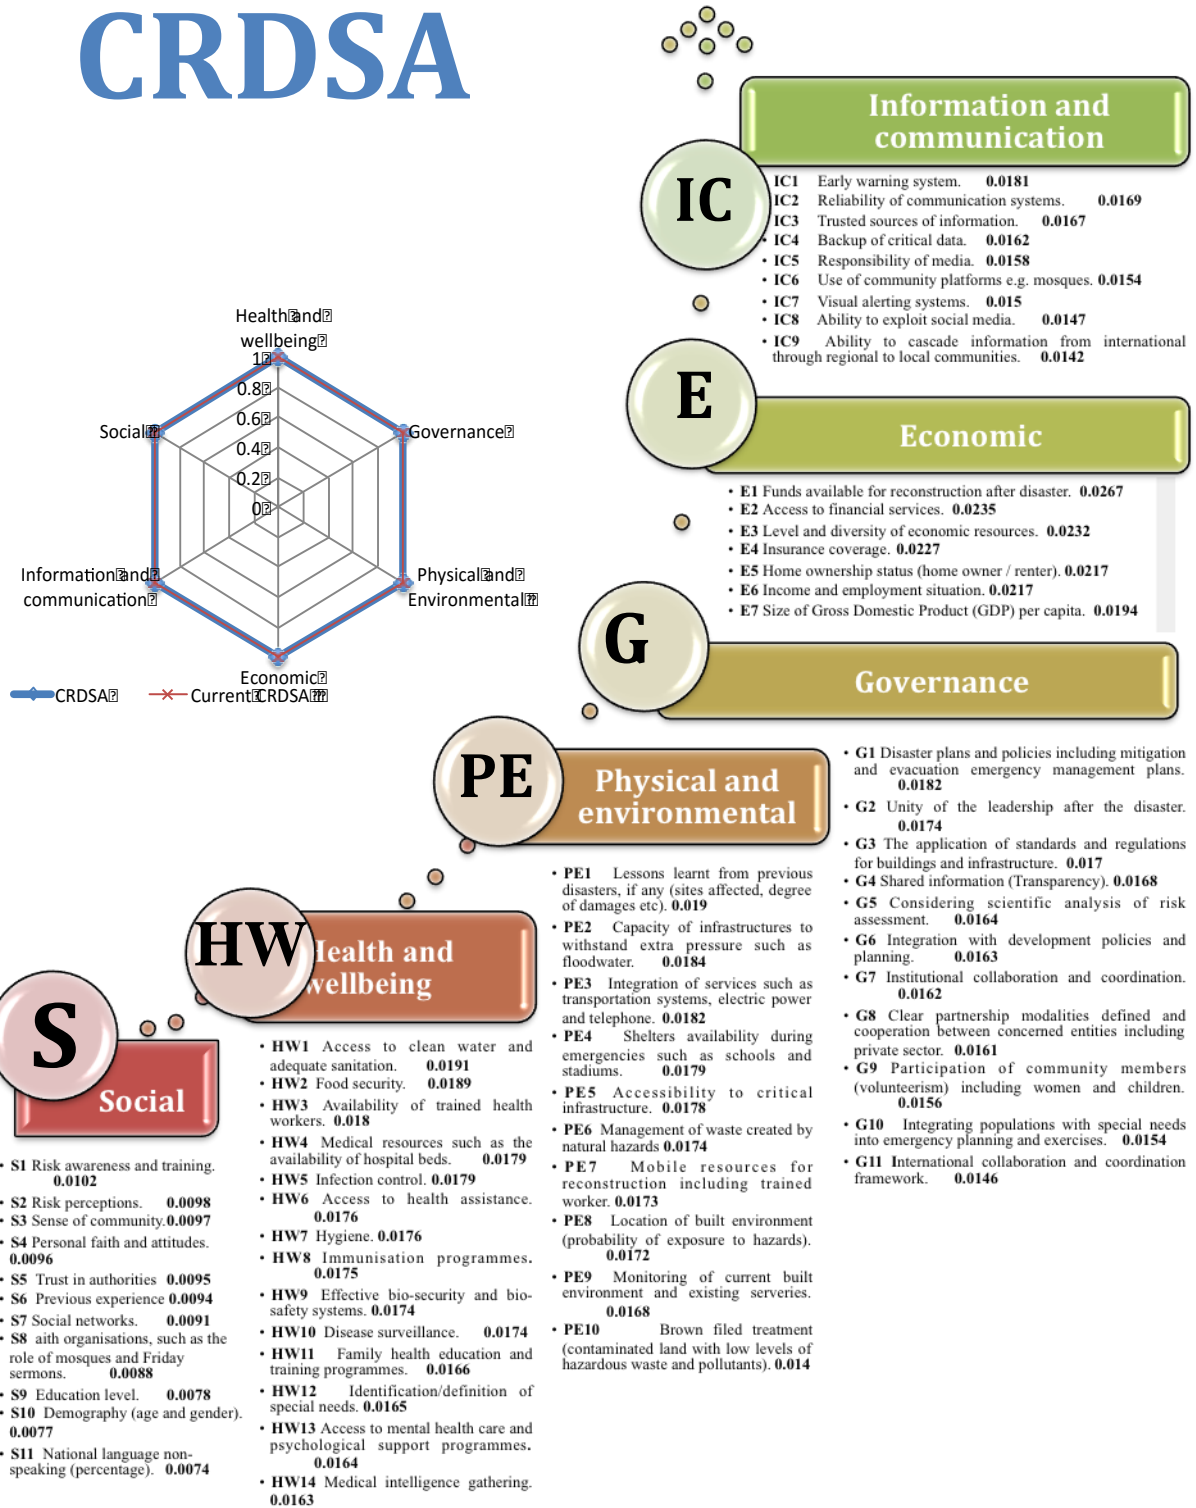 CRDSA
Health and
wellbeing
1
0.8
0.6
0.4
0.2
0
Social
Governance
Information and
communication
Physical and
Environmental
Economic
CRDSA
Current CRDSA
Information and
communication
IC
IC1 Early warning system. 0.0181
IC2 Reliability of communication systems. 0.0169
IC3 Trusted sources of information. 0.0167
• IC4 Backup of critical data. 0.0162
• IC5 Responsibility of media. 0.0158
• IC6 Use of community platforms e.g. mosques. 0.0154
• IC7 Visual alerting systems. 0.015
• IC8 Ability to exploit social media. 0.0147
• IC9 Ability to cascade information from international
through regional to local communities. 0.0142
E
Economic
• E1 Funds available for reconstruction after disaster. 0.0267
• E2 Access to financial services. 0.0235
• E3 Level and diversity of economic resources. 0.0232
• E4 Insurance coverage. 0.0227
• E5 Home ownership status (home owner / renter). 0.0217
• E6 Income and employment situation. 0.0217
• E7 Size of Gross Domestic Product (GDP) per capita. 0.0194
G
Governance
• G1 Disaster plans and policies including mitigation
and evacuation emergency management plans.
0.0182
• G2 Unity of the leadership after the disaster.
0.0174
• G3 The application of standards and regulations
for buildings and infrastructure. 0.017
• G4 Shared information (Transparency). 0.0168
• G5 Considering scientific analysis of risk
assessment. 0.0164
• G6 Integration with development policies and
planning. 0.0163
• G7 Institutional collaboration and coordination.
0.0162
• G8 Clear partnership modalities defined and
cooperation between concerned entities including
private sector. 0.0161
• G9 Participation of community members
(volunteerism) including women and children.
0.0156
• G10 Integrating populations with special needs
into emergency planning and exercises. 0.0154
• G11 International collaboration and coordination
framework. 0.0146
PE
Physical and
environmental
• PE1 Lessons learnt from previous
disasters, if any (sites affected, degree
of damages etc). 0.019
• PE2 Capacity of infrastructures to
withstand extra pressure such as
floodwater. 0.0184
• PE3 Integration of services such as
transportation systems, electric power
and telephone. 0.0182
• PE4 Shelters availability during
emergencies such as schools and
stadiums. 0.0179
• PE5 Accessibility to critical
infrastructure. 0.0178
• PE6 Management of waste created by
natural hazards 0.0174
• PE7 Mobile resources for
reconstruction including trained
worker. 0.0173
• PE8 Location of built environment
(probability of exposure to hazards).
0.0172
• PE9 Monitoring of current built
environment and existing serveries.
0.0168
• PE10 Brown filed treatment
(contaminated land with low levels of
hazardous waste and pollutants). 0.014
HW
Health and
wellbeing
• HW1 Access to clean water and
adequate sanitation. 0.0191
• HW2 Food security. 0.0189
• HW3 Availability of trained health
workers. 0.018
• HW4 Medical resources such as the
availability of hospital beds. 0.0179
• HW5 Infection control. 0.0179
• HW6 Access to health assistance.
0.0176
• HW7 Hygiene. 0.0176
• HW8 Immunisation programmes.
0.0175
• HW9 Effective bio-security and bio-
safety systems. 0.0174
• HW10 Disease surveillance. 0.0174
• HW11 Family health education and
training programmes. 0.0166
• HW12 Identification/definition of
special needs. 0.0165
• HW13 Access to mental health care and
psychological support programmes.
0.0164
• HW14 Medical intelligence gathering.
0.0163
S
Social
• S1 Risk awareness and training.
0.0102
• S2 Risk perceptions. 0.0098
• S3 Sense of community. 0.0097
• S4 Personal faith and attitudes.
0.0096
• S5 Trust in authorities 0.0095
• S6 Previous experience 0.0094
• S7 Social networks. 0.0091
• S8 aith organisations, such as the
role of mosques and Friday
sermons. 0.0088
• S9 Education level. 0.0078
• S10 Demography (age and gender).
0.0077
• S11 National language non-
speaking (percentage). 0.0074